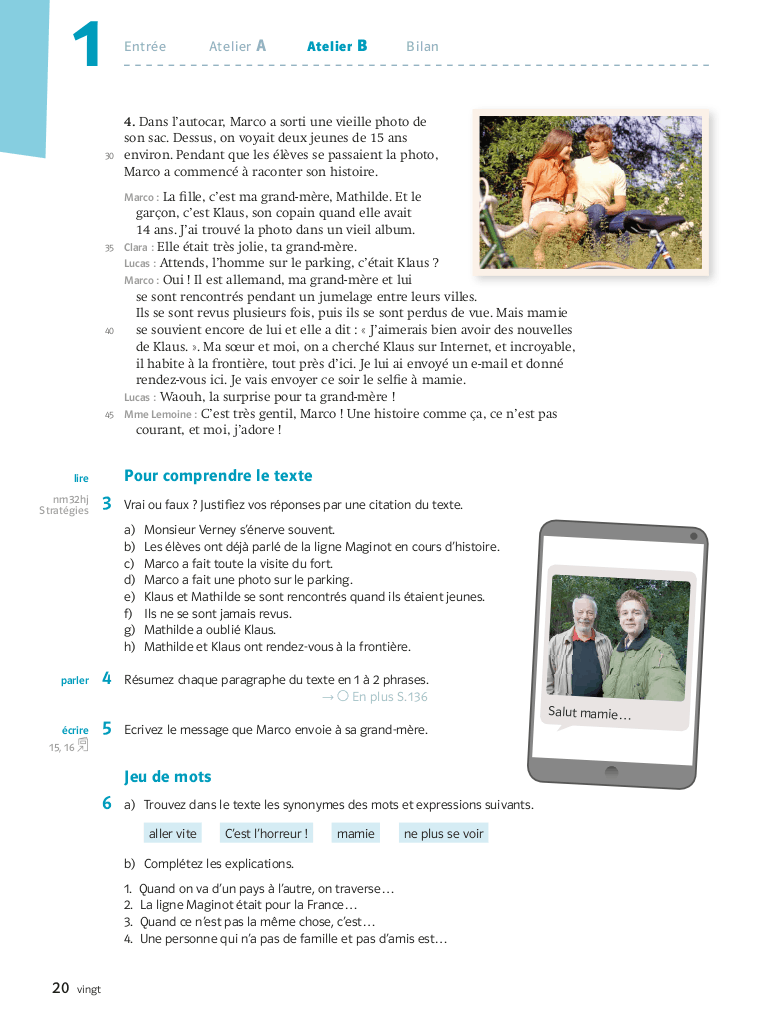 1
Entrée Atelier A Atelier B Bilan
4. Dans l'autocar, Marco a sorti une vieille photo de
son sac. Dessus, on voyait deux jeunes de 15 ans
30 environ. Pendant que les élèves se passaient la photo,
Marco a commencé à raconter son histoire.
Marco : La fille, c'est ma grand-mère, Mathilde. Et le
garçon, c'est Klaus, son copain quand elle avait
14 ans. J'ai trouvé la photo dans un vieil album.
35 Clara : Elle était très jolie, ta grand-mère.
Lucas : Attends, l'homme sur le parking, c'était Klaus ?
Marco : Oui ! Il est allemand, ma grand-mère et lui
se sont rencontrés pendant un jumelage entre leurs villes.
Ils se sont revus plusieurs fois, puis ils se sont perdus de vue. Mais mamie
40 se souvient encore de lui et elle a dit : « J'aimerais bien avoir des nouvelles
de Klaus. ». Ma sœur et moi, on a cherché Klaus sur Internet, et incroyable,
il habite à la frontière, tout près d'ici. Je lui ai envoyé un e-mail et donné
rendez-vous ici. Je vais envoyer ce soir le selfie à mamie.
Lucas : Waouh, la surprise pour ta grand-mère !
45 Mme Lemoine : C'est très gentil, Marco ! Une histoire comme ça, ce n'est pas
courant, et moi, j'adore !
lire Pour comprendre le texte
nm32hj
Stratégies
3 Vrai ou faux ? Justifiez vos réponses par une citation du texte.
a) Monsieur Verney s'énerve souvent.
b) Les élèves ont déjà parlé de la ligne Maginot en cours d'histoire.
c) Marco a fait toute la visite du fort.
d) Marco a fait une photo sur le parking.
e) Klaus et Mathilde se sont rencontrés quand ils étaient jeunes.
f) Ils ne se sont jamais revus.
g) Mathilde a oublié Klaus.
h) Mathilde et Klaus ont rendez-vous à la frontière.
parler 4 Résumez chaque paragraphe du texte en 1 à 2 phrases.
→ ○ En plus S.136
Salut mamie…
écrire 5 Ecrivez le message que Marco envoie à sa grand-mère.
15, 16
Jeu de mots
6 a) Trouvez dans le texte les synonymes des mots et expressions suivants.
aller vite C'est l'horreur ! mamie ne plus se voir
b) Complétez les explications.
1. Quand on va d'un pays à l'autre, on traverse…
2. La ligne Maginot était pour la France…
3. Quand ce n'est pas la même chose, c'est…
4. Une personne qui n'a pas de famille et pas d'amis est…
20 vingt